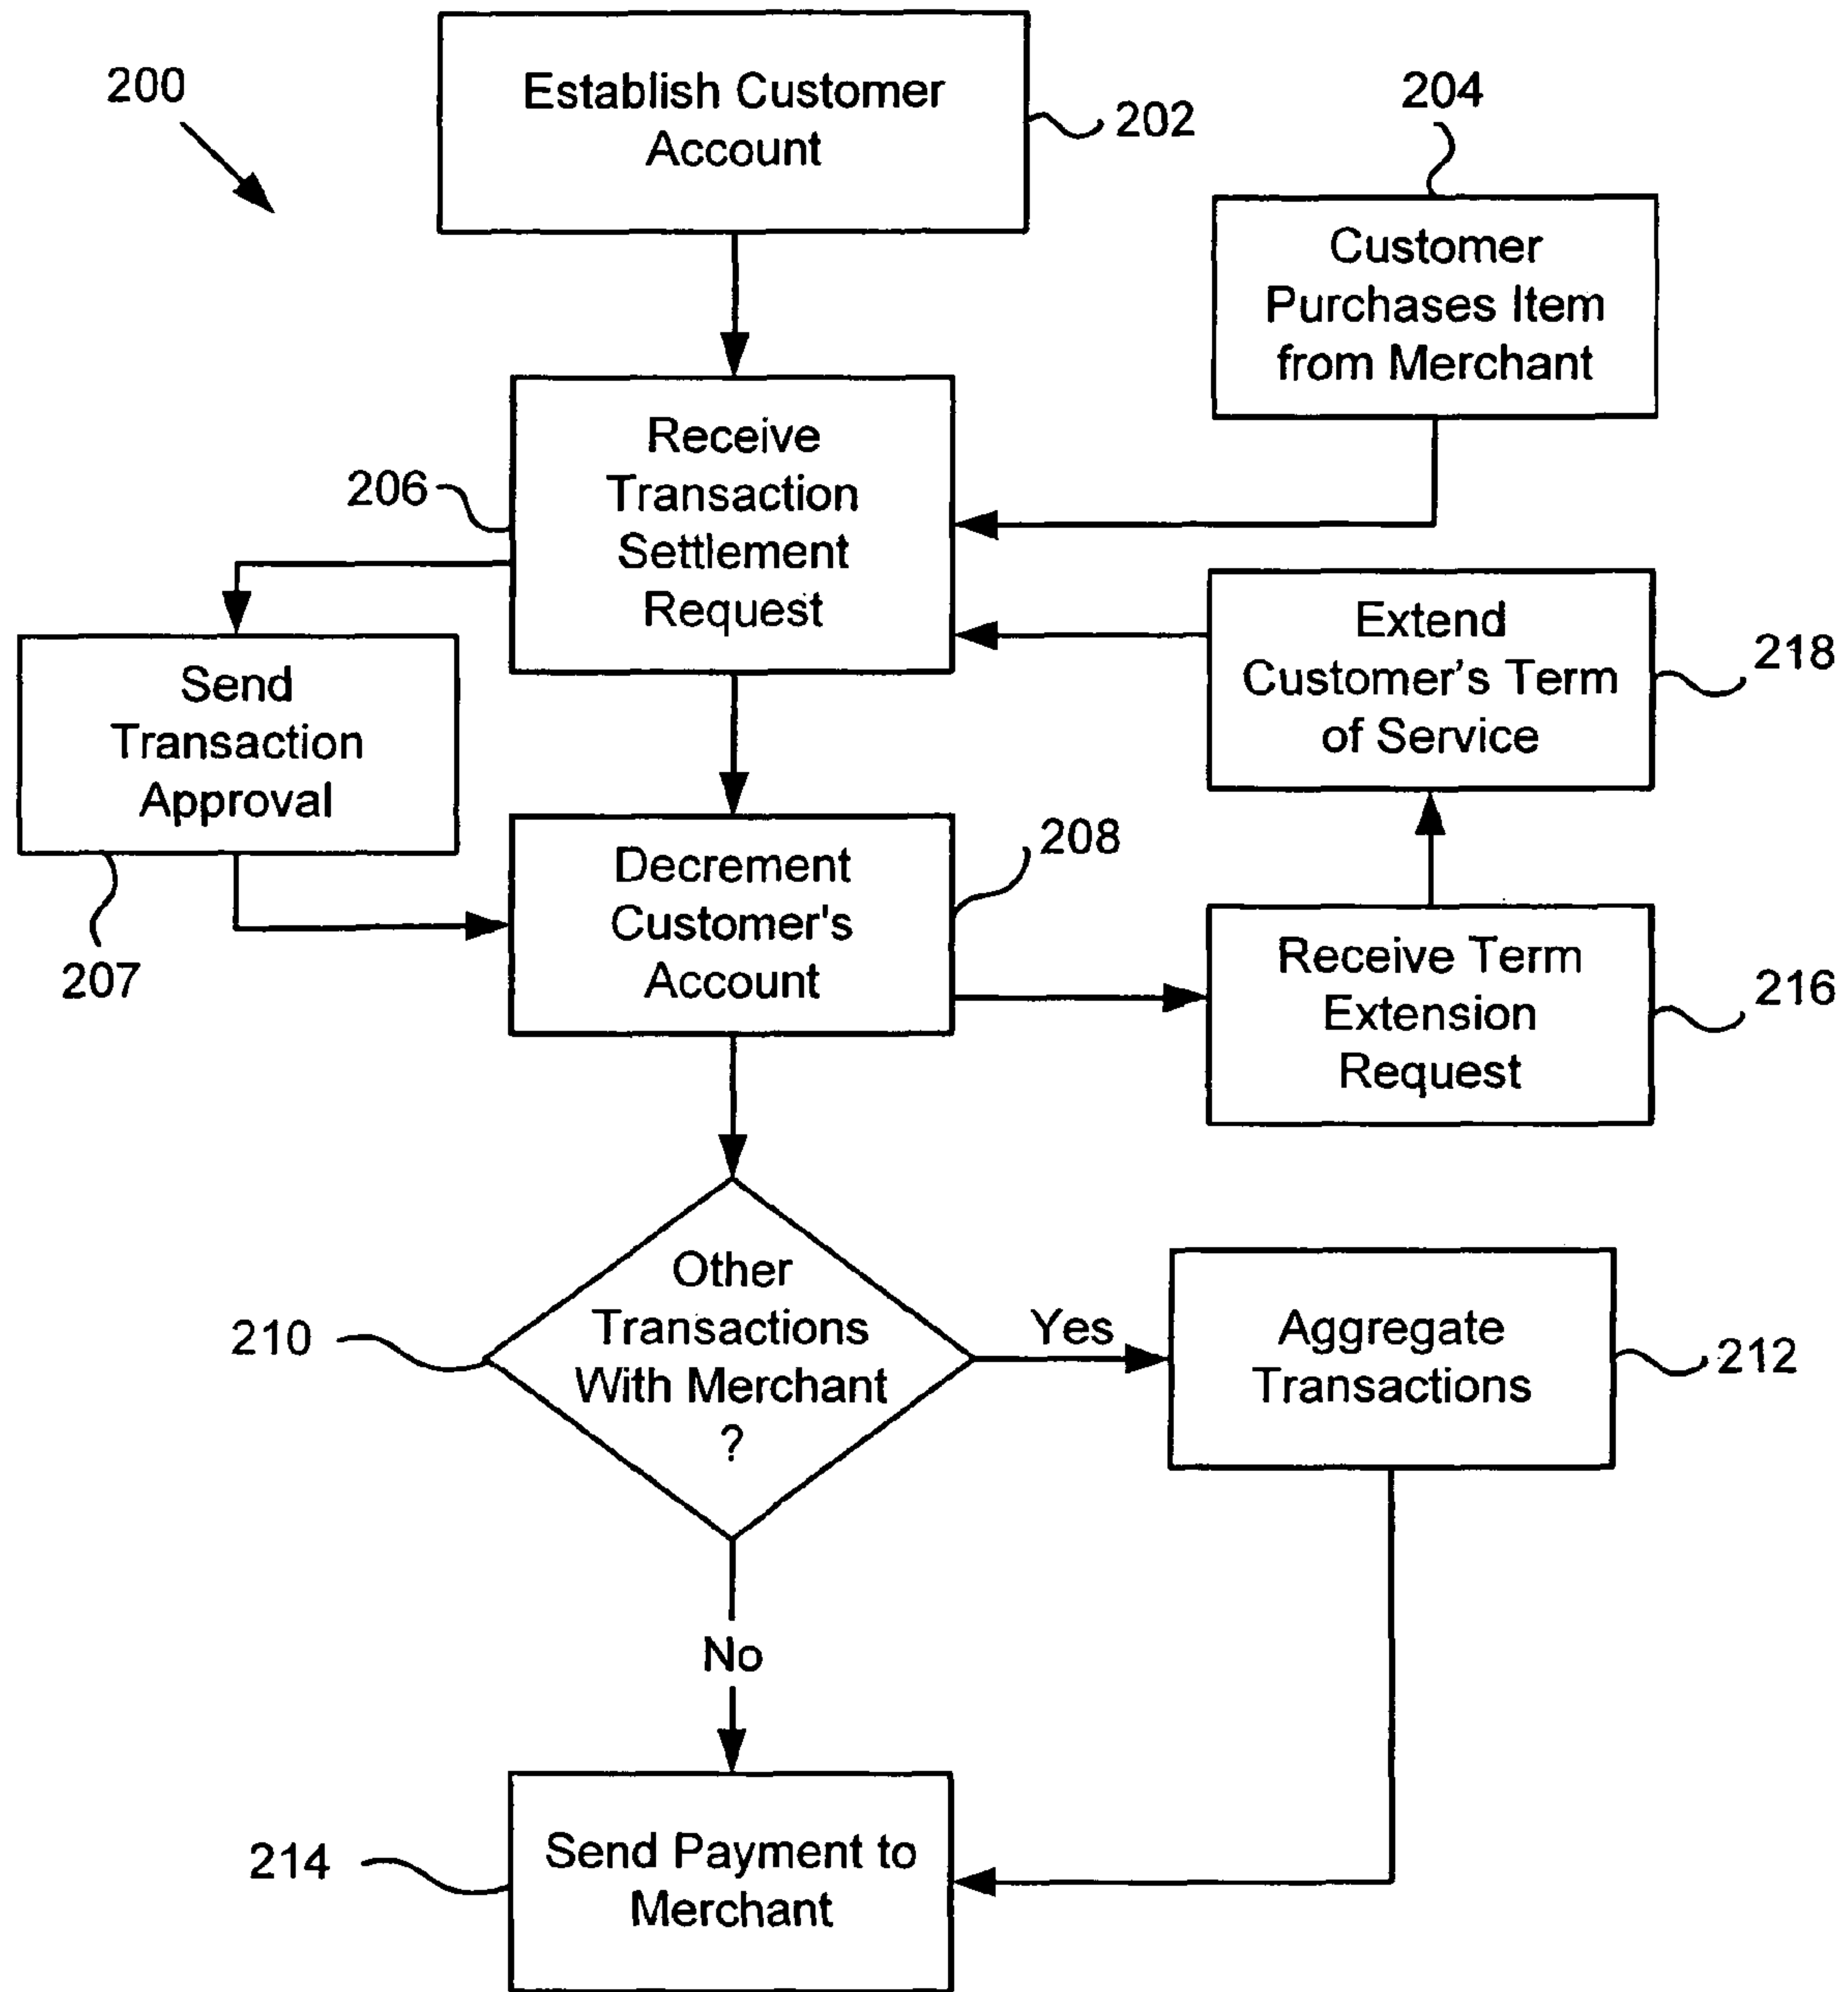 200
Establish Customer
Account
202
204
Customer
Purchases Item
from Merchant
Receive
Transaction
Settlement
Request
206
Extend
Customer’s Term
of Service
218
Send
Transaction
Approval
207
Decrement
Customer's
Account
208
Receive Term
Extension
Request
216
Other
Transactions
With Merchant
?
210
Yes
Aggregate
Transactions
212
No
Send Payment to
Merchant
214